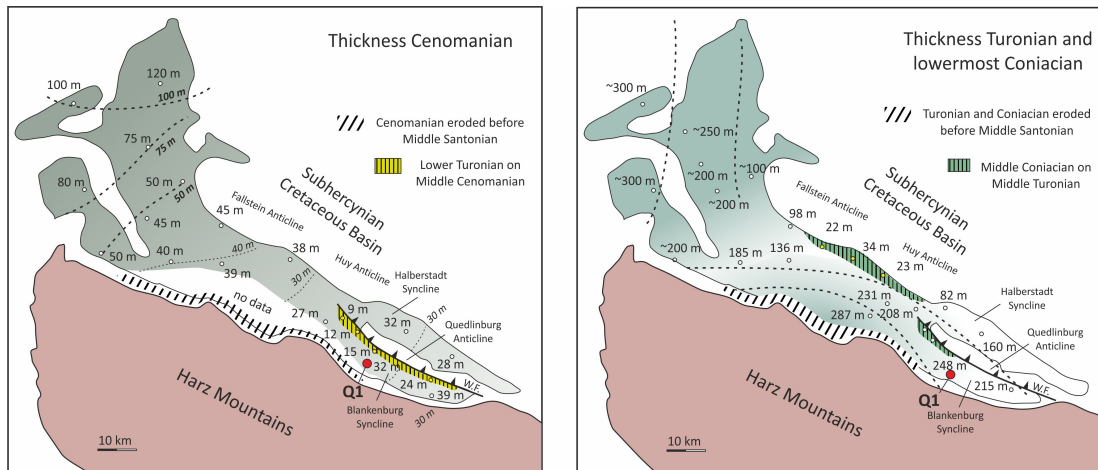 Thickness Cenomanian
120 m
100 m
100 m
Cenomanian eroded before
Middle Santonian
75 m
75 m
Lower Turonian on
Middle Cenomanian
80 m
50 m
50 m
Subhercynian
Cretaceous Basin
Fallstein Anticline
45 m
45 m
40 m
40 m
38 m
50 m
39 m
30 m
Huy Anticline
Halberstadt
Syncline
no data
27 m
9 m
32 m
30 m
Quedlinburg
Anticline
12 m
15 m
32 m
28 m
24 m
W.F.
39 m
Q1
Blankenburg
Syncline
30 m
Harz Mountains
10 km
Thickness Turonian and
lowermost Coniacian
~300 m
Turonian and Coniacian eroded
before Middle Santonian
~250 m
Middle Coniacian on
Middle Turonian
~200 m
~100 m
~300 m
~200 m
Subhercynian
Cretaceous Basin
Fallstein Anticline
98 m
22 m
~200 m
185 m
136 m
34 m
23 m
Huy Anticline
231 m
82 m
Halberstadt
Syncline
287 m
208 m
Quedlinburg
Anticline
160 m
248 m
W.F.
215 m
Q1
Blankenburg
Syncline
Harz Mountains
10 km